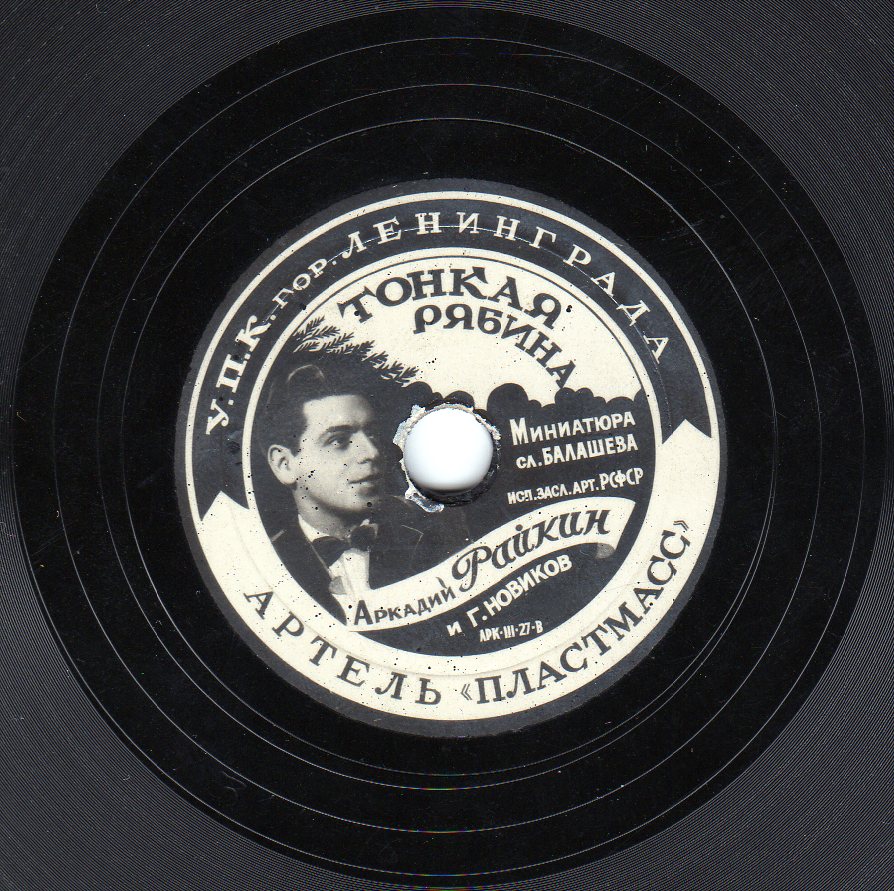 У.П.К. гор. ЛЕНИНГРАДА
ТОНКАЯ
РЯБИНА
МИНИАТЮРА
сл. БАЛАШЕВА
исп. засл. арт. РСФСР
АРКАДИЙ Райкин
и Г. НОВИКОВ
АРК-III-27-В
АРТЕЛЬ «ПЛАСТМАСС»